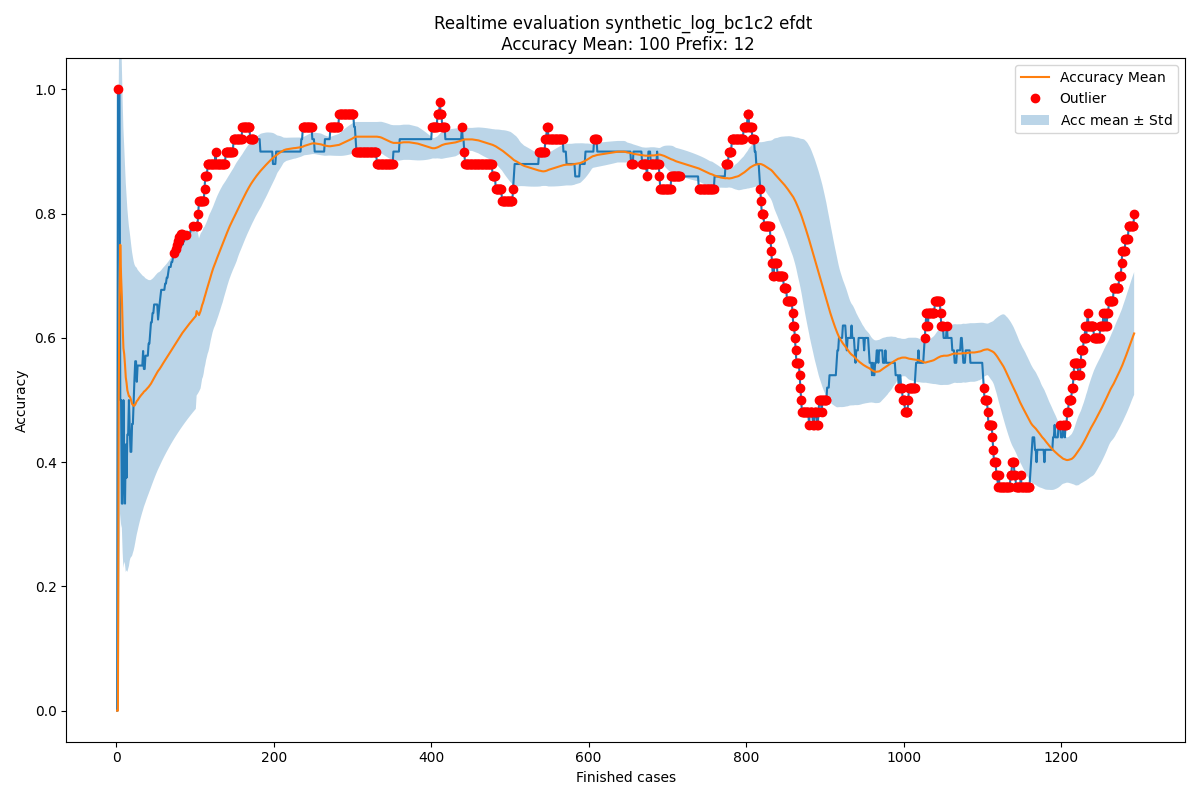 Realtime evaluation synthetic_log_bc1c2 efdt
Accuracy Mean: 100 Prefix: 12
Accuracy Mean
Outlier
Acc mean ± Std
1.0
0.8
0.6
0.4
0.2
0.0
Accuracy
0 200 400 600 800 1000 1200
Finished cases